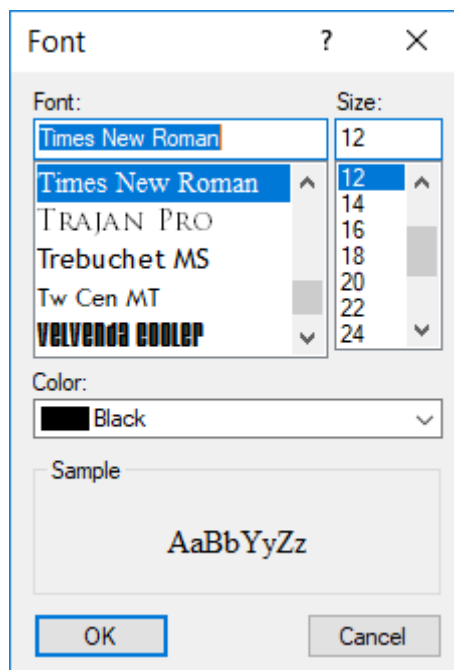 Font ?
Font: Size:
Times New Roman 12
Times New Roman 12
TRAJAN PRO 14
Trebuchet MS 16
Tw Cen MT 18
VELVENDA COOLER 20
22
24
Color:
Black
Sample
AaBbYyZz
OK Cancel